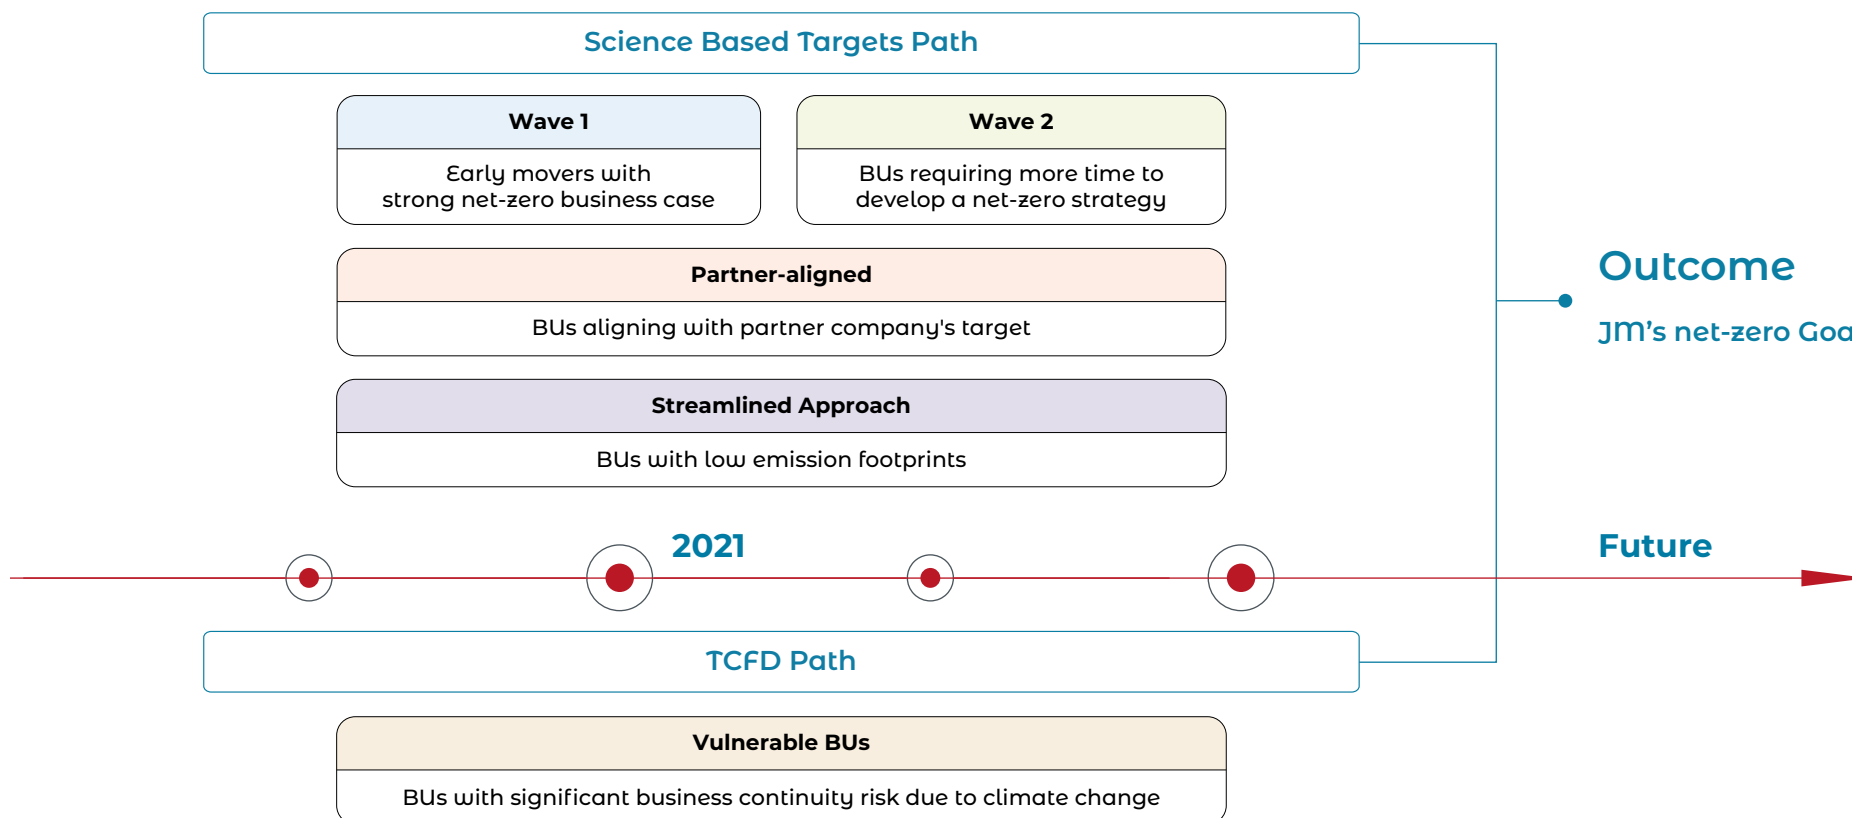 Science Based Targets Path
Wave 1
Early movers with
strong net-zero business case
Wave 2
BUs requiring more time to
develop a net-zero strategy
Partner-aligned
BUs aligning with partner company's target
Streamlined Approach
BUs with low emission footprints
Outcome
JM's net-zero Goa
2021
Future
TCFD Path
Vulnerable BUs
BUs with significant business continuity risk due to climate change